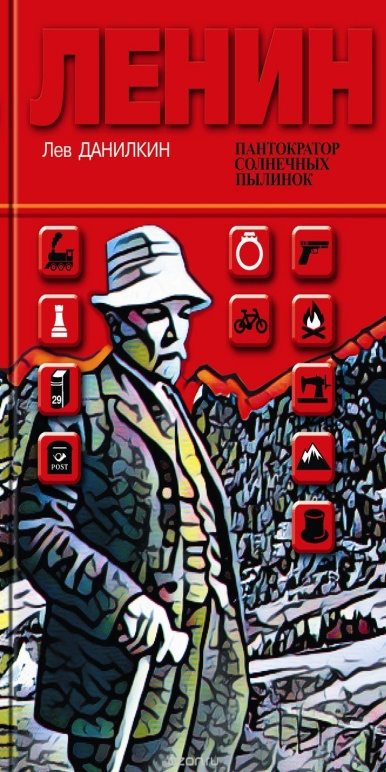 ЛЕНИН
Лев ДАНИЛКИН
ПАНТОКРАТОР
СОЛНЕЧНЫХ
ПЫЛИНОК
29
POST
ozon.ru